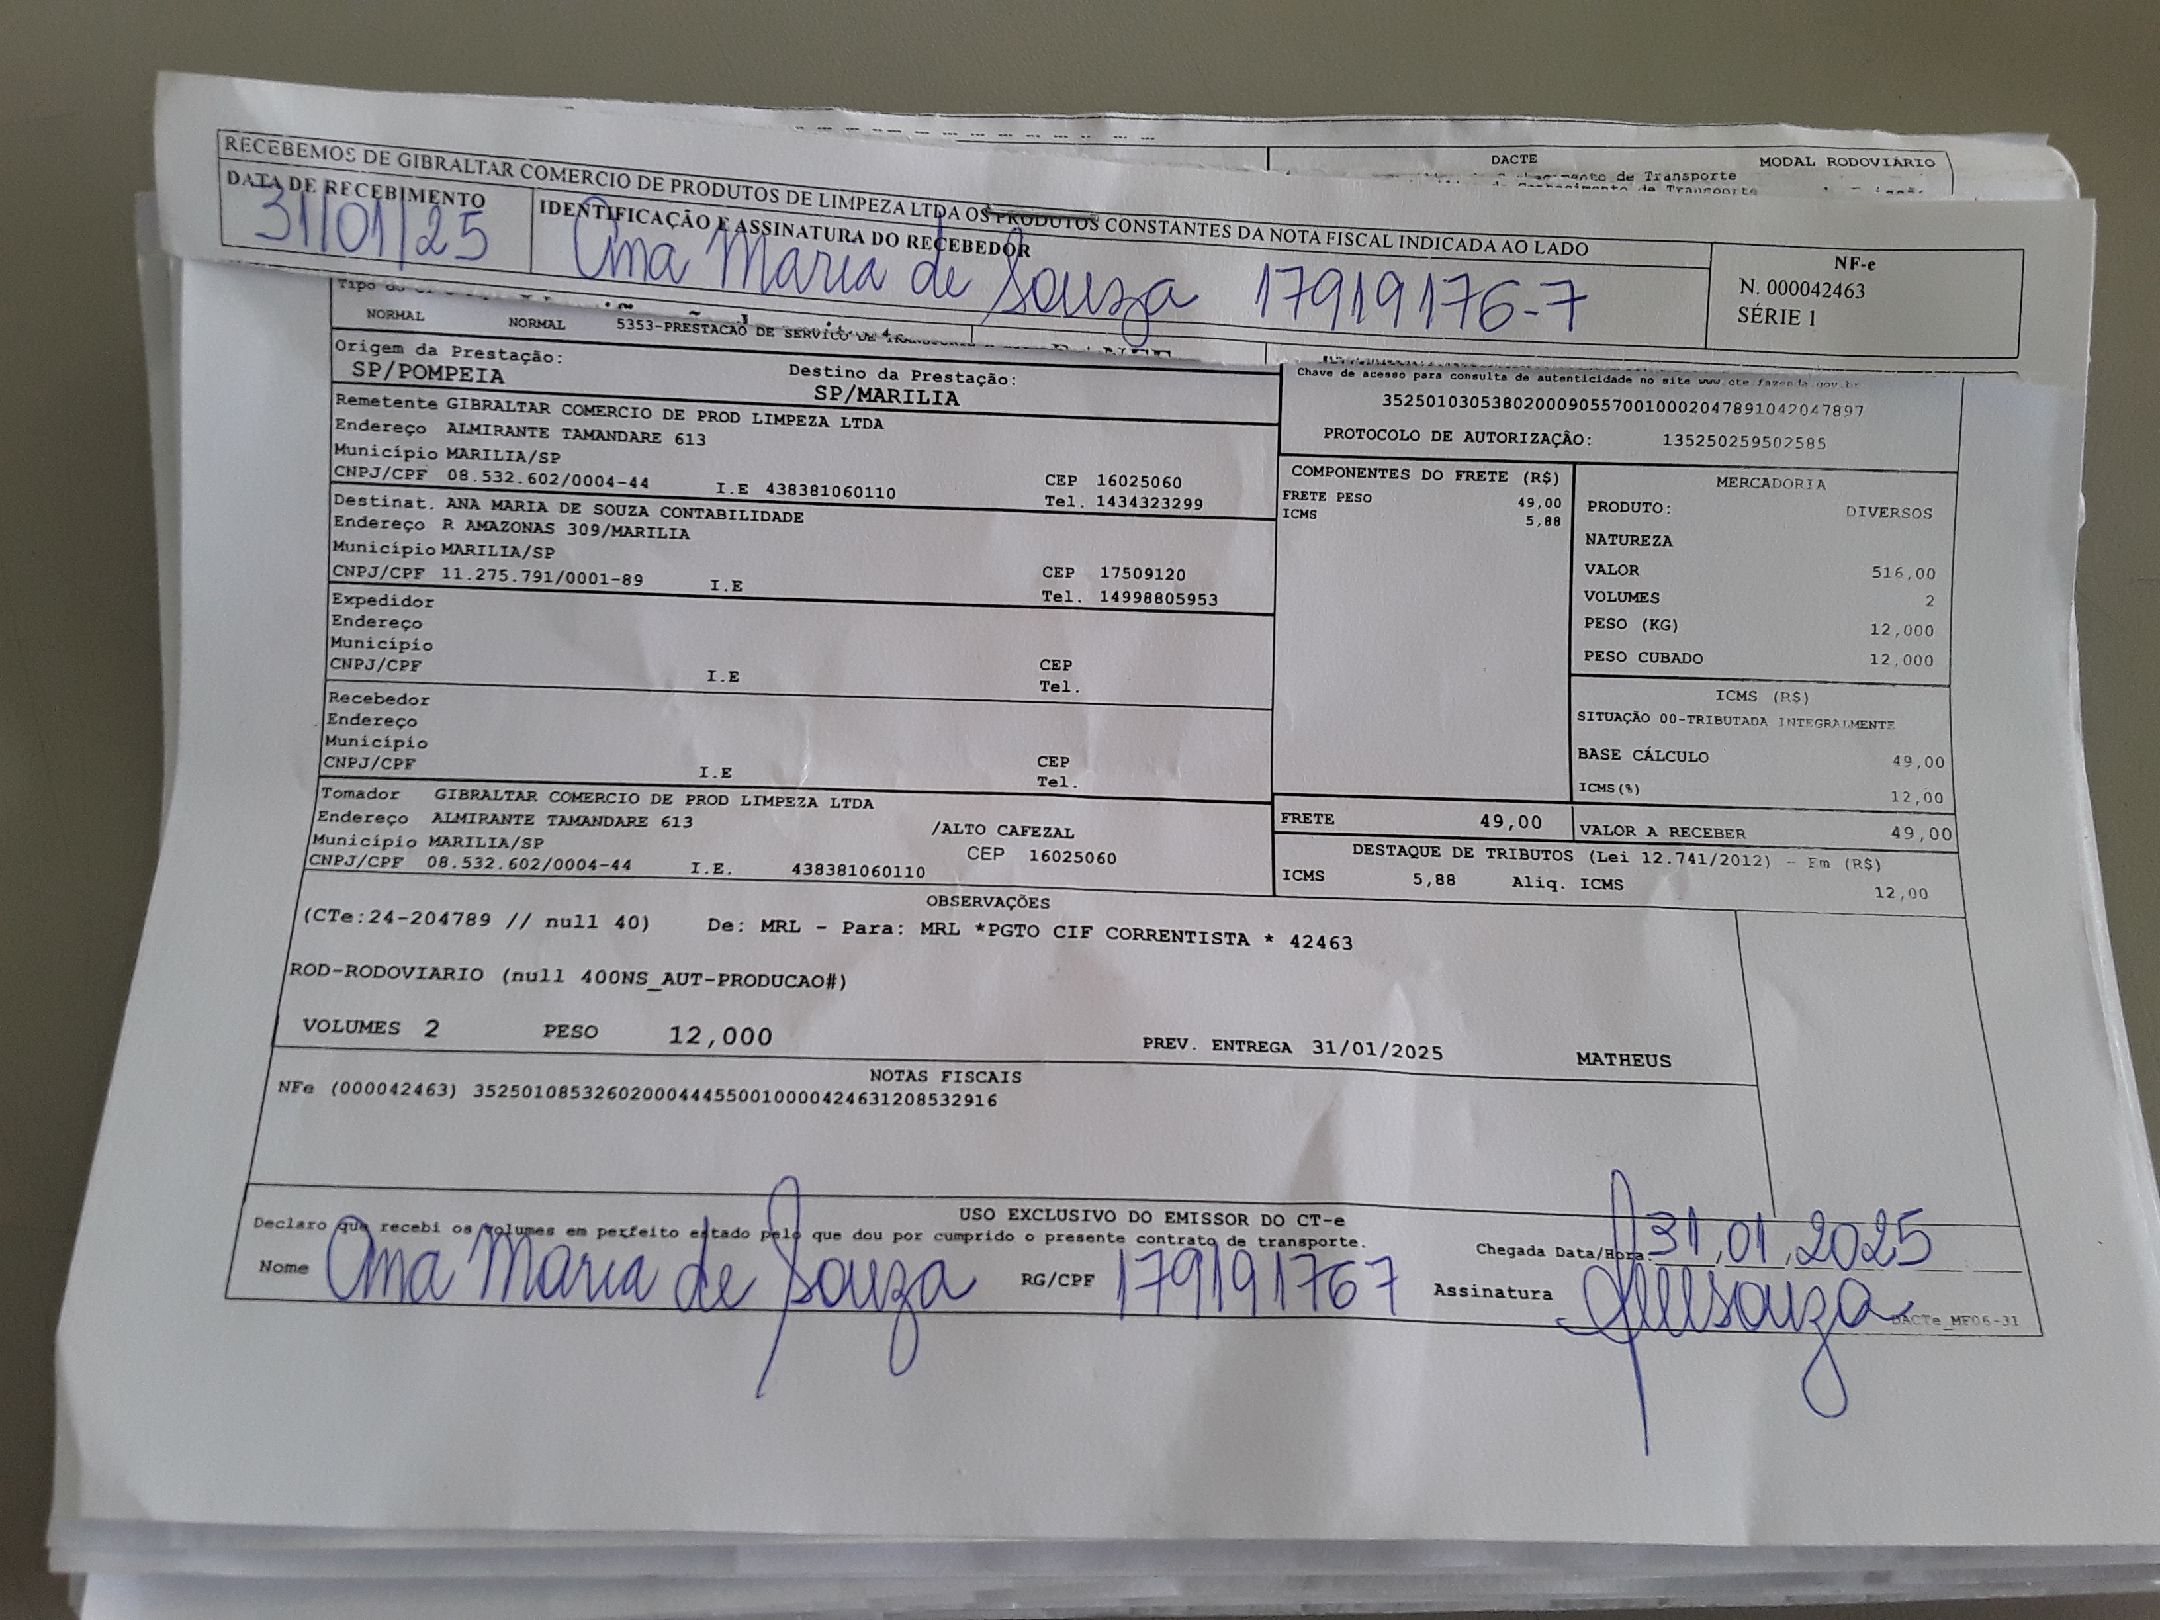 DACTE MODAL RODOVIÁRIO
de Transporte
RECEBEMOS DE GIBRALTAR COMERCIO DE PRODUTOS DE LIMPEZA LTDA OS PRODUTOS CONSTANTES DA NOTA FISCAL INDICADA AO LADO
DATA DE RECEBIMENTO
31/01/25
IDENTIFICAÇÃO E ASSINATURA DO RECEBEDOR
Ana Maria de Souza 17919176-7
NF-e
N. 000042463
SÉRIE 1
NORMAL NORMAL 5353-PRESTACAO DE SERVICO DE
Origem da Prestação:
SP/POMPEIA
Destino da Prestação:
SP/MARILIA
Remetente GIBRALTAR COMERCIO DE PROD LIMPEZA LTDA
Endereço ALMIRANTE TAMANDARE 613
Município MARILIA/SP
CEP 16025060
CNPJ/CPF 08.532.602/0004-44 I.E 438381060110 Tel. 1434323299
Destinat. ANA MARIA DE SOUZA CONTABILIDADE
Endereço R AMAZONAS 309/MARILIA
Município MARILIA/SP
CEP 17509120
CNPJ/CPF 11.275.791/0001-89 I.E Tel. 14998805953
Expedidor
Endereço
Município
CEP
CNPJ/CPF I.E Tel.
Recebedor
Endereço
Município
CEP
CNPJ/CPF I.E Tel.
Tomador GIBRALTAR COMERCIO DE PROD LIMPEZA LTDA
Endereço ALMIRANTE TAMANDARE 613 /ALTO CAFEZAL
Município MARILIA/SP CEP 16025060
CNPJ/CPF 08.532.602/0004-44 I.E. 438381060110
Chave de acesso para consulta de autenticidade no site www.cte.fazenda.gov.br
35250103053802000905570010002047891042047897
PROTOCOLO DE AUTORIZAÇÃO: 135250259502585
COMPONENTES DO FRETE (R$)
FRETE PESO 49,00
ICMS 5,88
MERCADORIA
PRODUTO: DIVERSOS
NATUREZA
VALOR 516,00
VOLUMES 2
PESO (KG) 12,000
PESO CUBADO 12,000
ICMS (R$)
SITUAÇÃO 00-TRIBUTADA INTEGRALMENTE
BASE CÁLCULO 49,00
ICMS(%) 12,00
FRETE 49,00 VALOR A RECEBER 49,00
DESTAQUE DE TRIBUTOS (Lei 12.741/2012) - Em (R$)
ICMS 5,88 Aliq. ICMS 12,00
OBSERVAÇÕES
(CTe:24-204789 // null 40) De: MRL - Para: MRL *PGTO CIF CORRENTISTA * 42463
ROD-RODOVIARIO (null 400NS_AUT-PRODUCAO#)
VOLUMES 2 PESO 12,000 PREV. ENTREGA 31/01/2025 MATHEUS
NOTAS FISCAIS
NFe (000042463) 35250108532602000444550010000424631208532916
USO EXCLUSIVO DO EMISSOR DO CT-e
Declaro que recebi os volumes em perfeito estado pelo que dou por cumprido o presente contrato de transporte.
Chegada Data/Hora 31,01,2025
Nome Ana Maria de Souza RG/CPF 179191767 Assinatura
DACTe_MF06-31